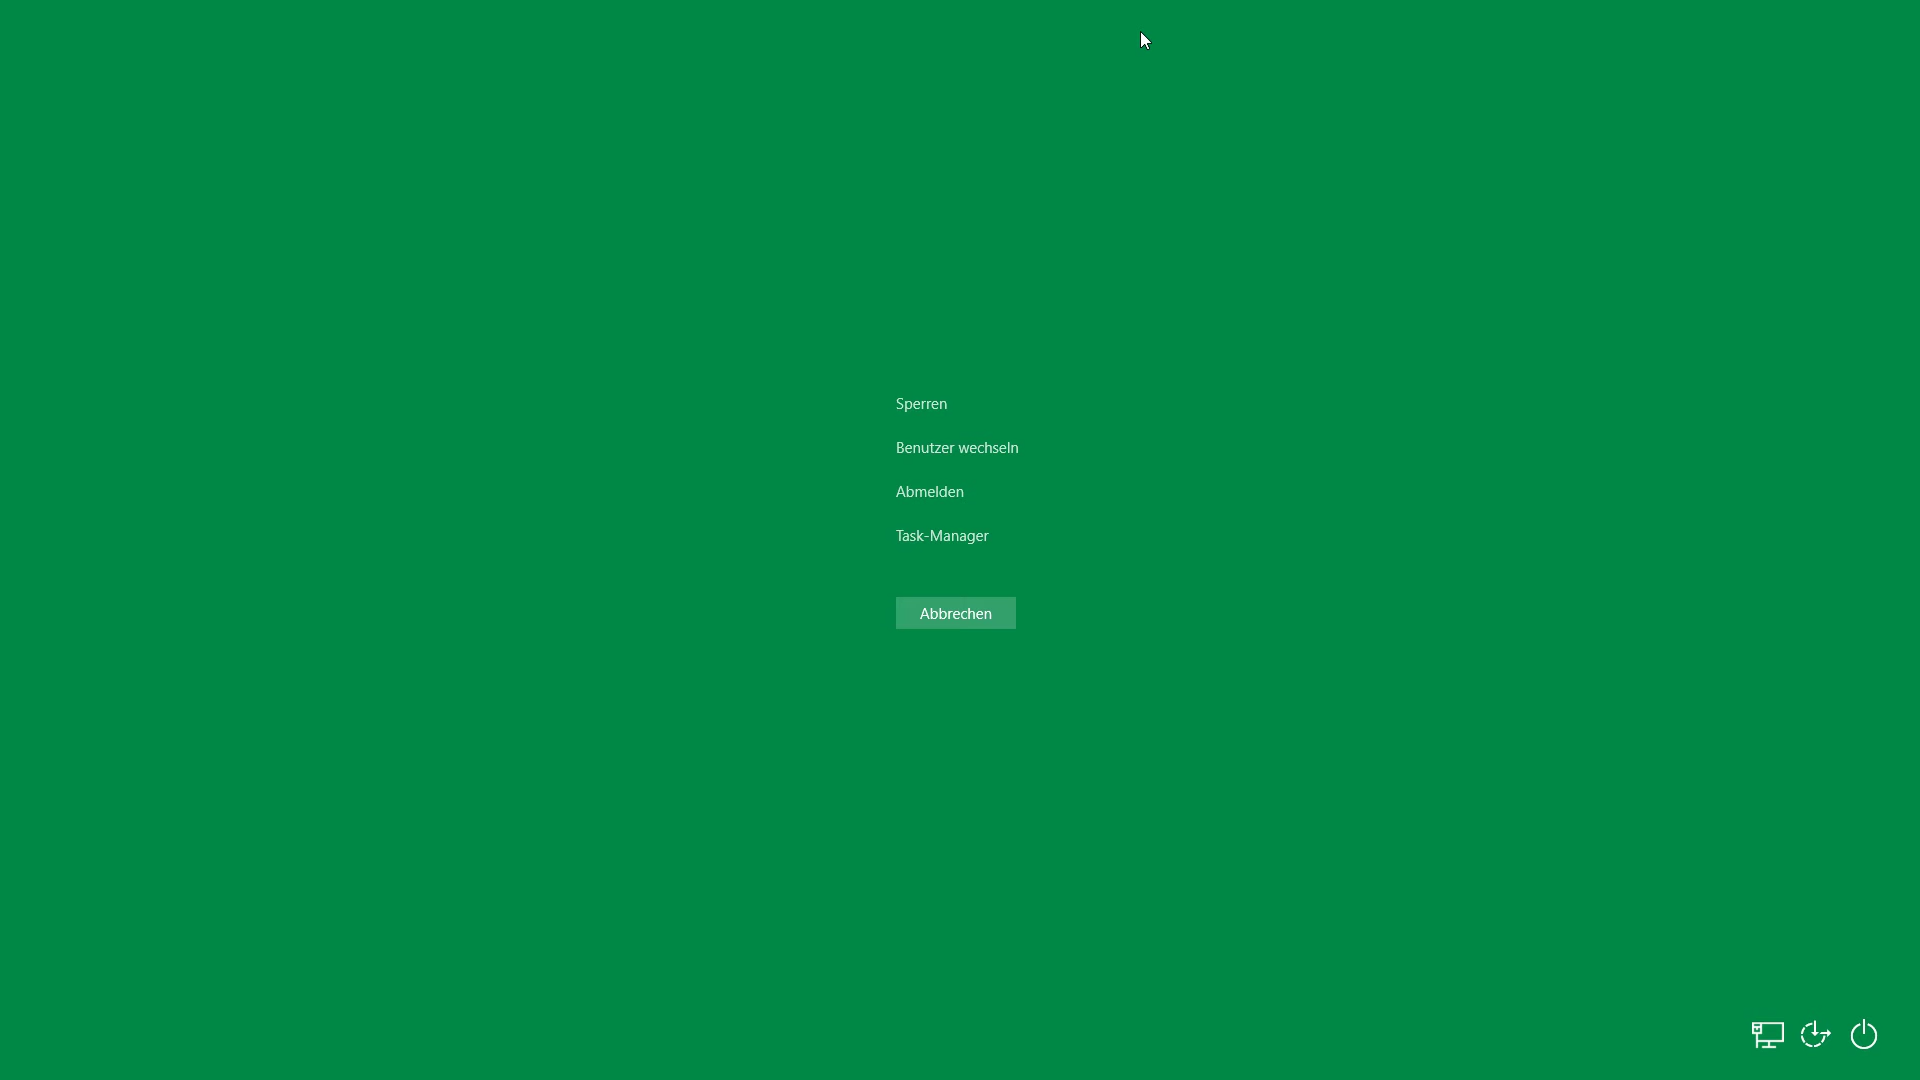 Sperren
Benutzer wechseln
Abmelden
Task-Manager
Abbrechen